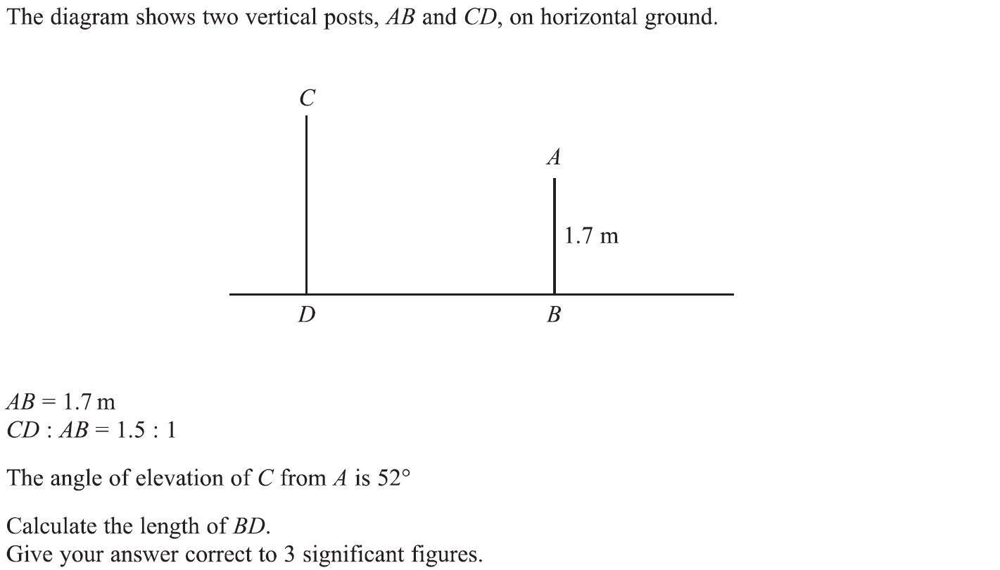 The diagram shows two vertical posts, AB and CD, on horizontal ground.
C
A
1.7 m
D
B
AB = 1.7 m
CD : AB = 1.5 : 1
The angle of elevation of C from A is 52°
Calculate the length of BD.
Give your answer correct to 3 significant figures.